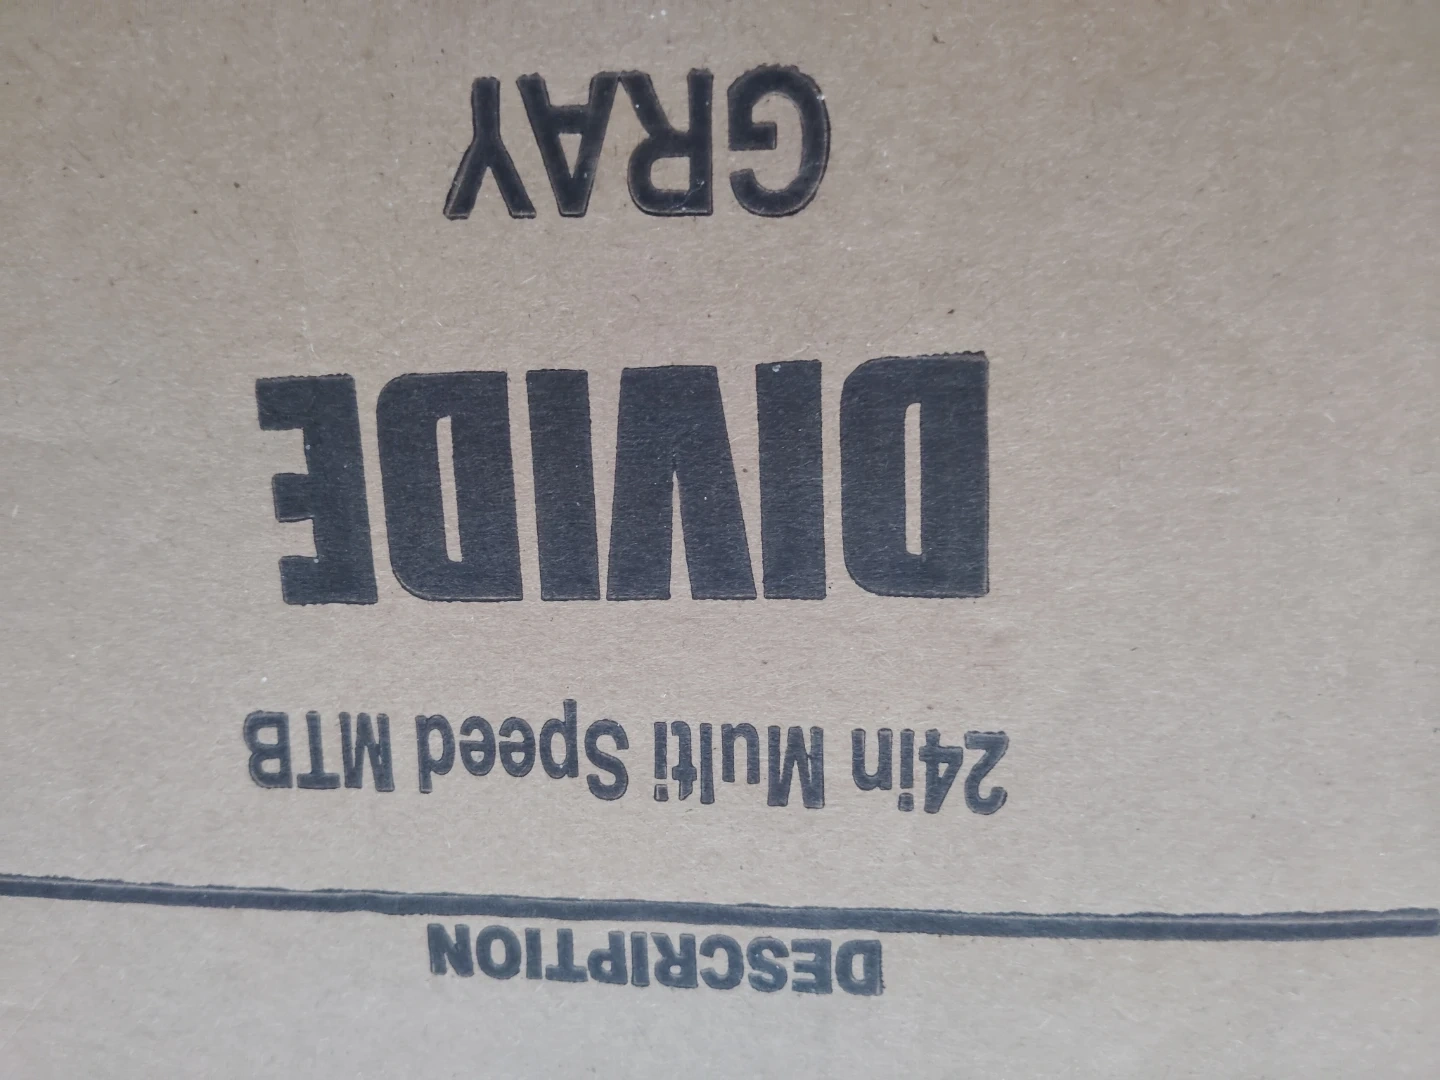 DESCRIPTION
24in Multi Speed MTB
DIVIDE
GRAY